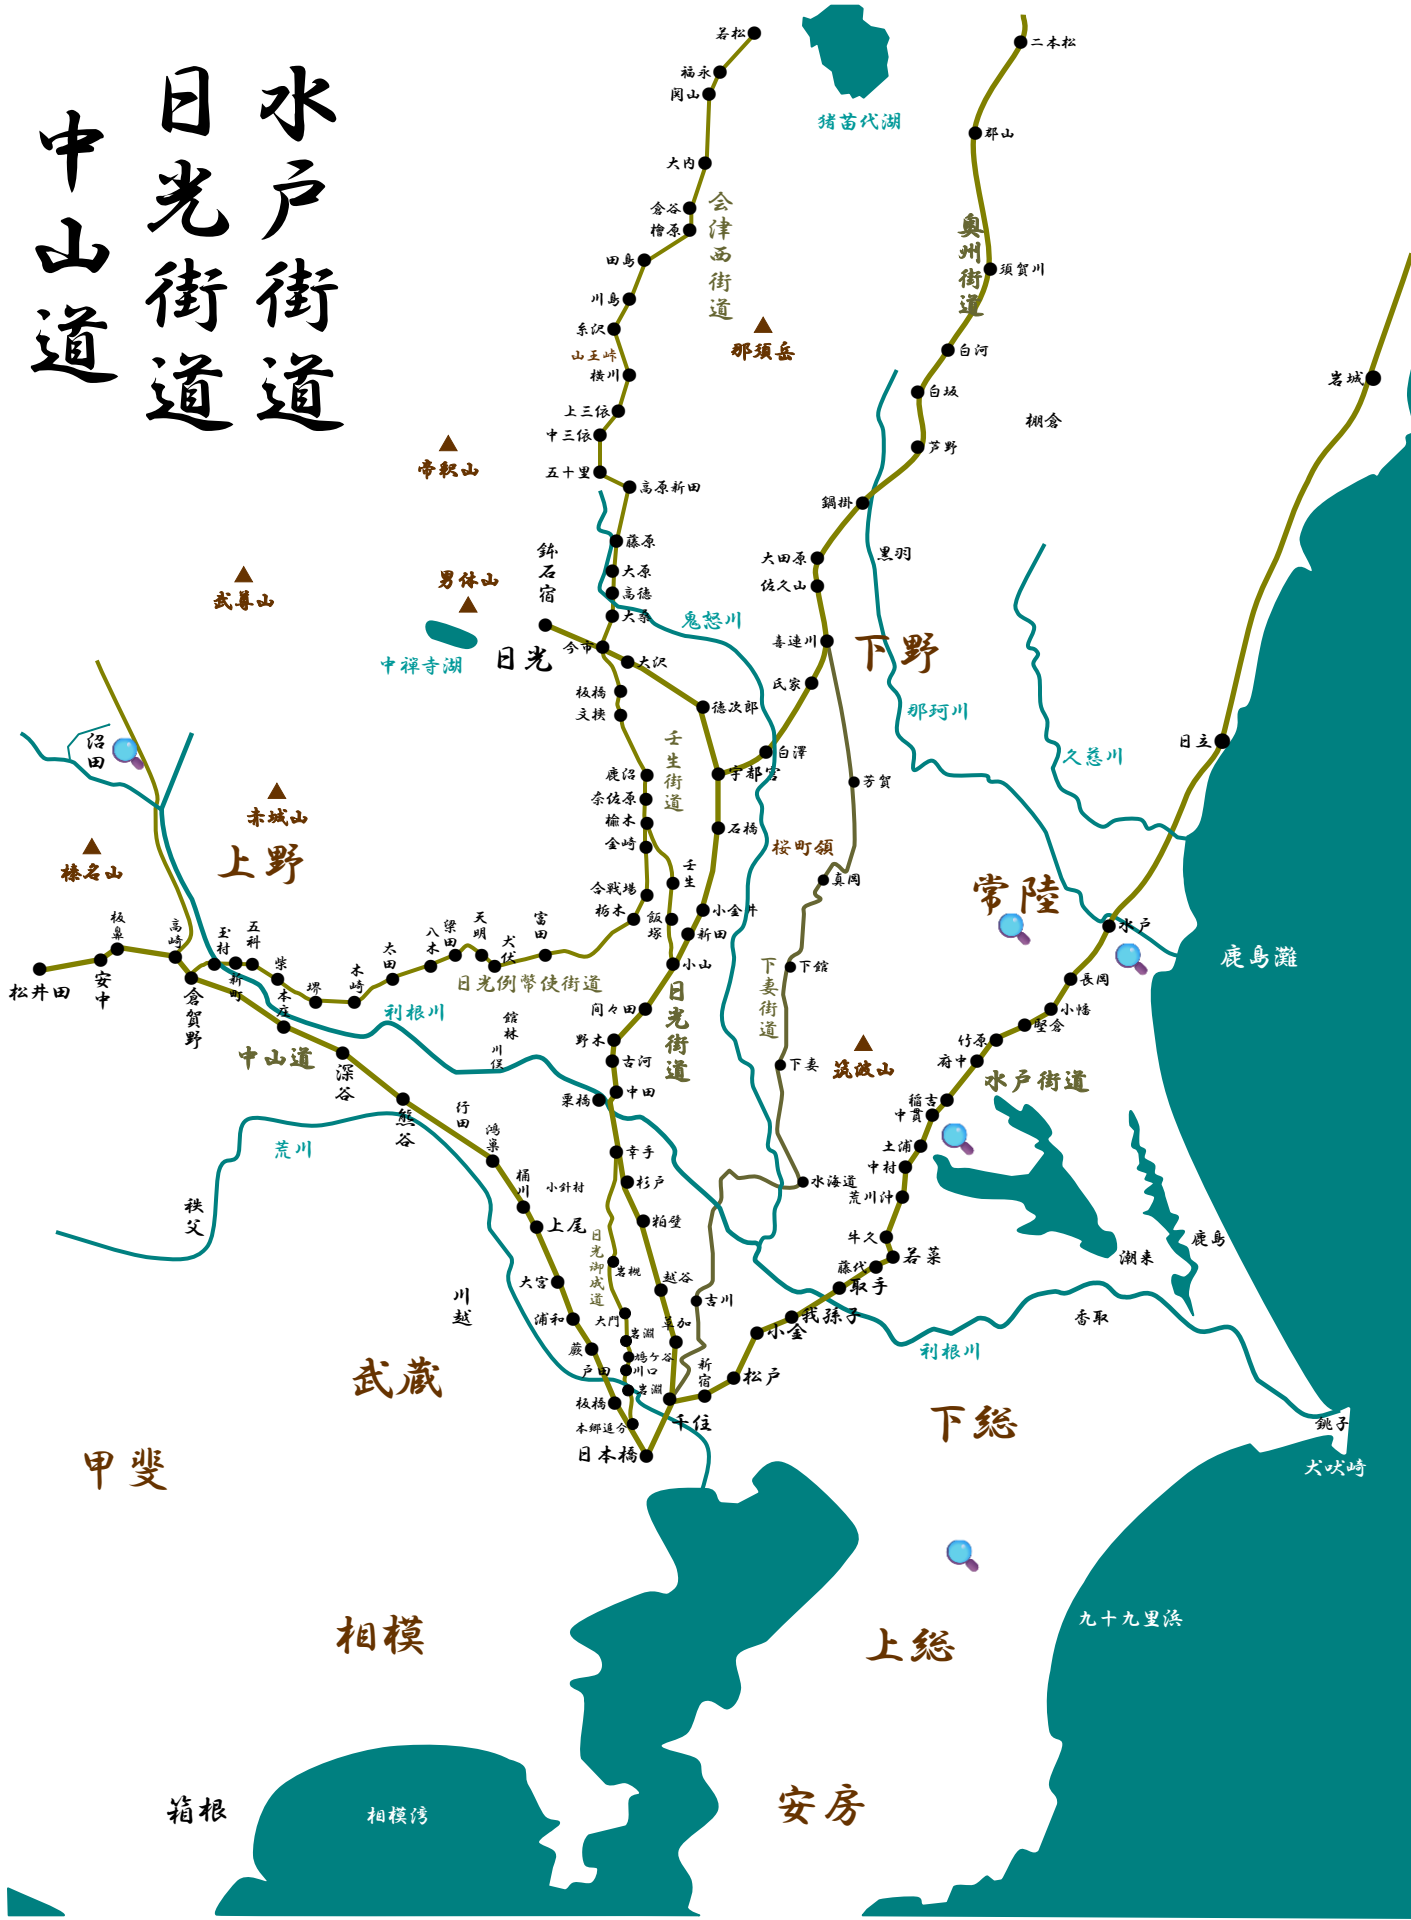 水戸街道
日光街道
中山道
若松
福永
関山
大内
倉谷
檜原
田島
川島
糸沢
山王峠
横川
上三依
中三依
五十里
高原新田
藤原
大原
高徳
大桑
会津西街道
猪苗代湖
二本松
郡山
奥州街道
須賀川
白河
白坂
芦野
鍋掛
大田原
佐久山
喜連川
氏家
白澤
棚倉
黒羽
岩城
那須岳
帝釈山
武尊山
男体山
鉢石宿
日光
中禅寺湖
鬼怒川
下野
那珂川
久慈川
日立
今市
大沢
板橋
文挟
徳次郎
宇都宮
石橋
壬生街道
鹿沼
奈佐原
楡木
金崎
合戦場
栃木
壬生
飯塚
小金井
新田
小山
桜町領
芳賀
真岡
下館
下妻街道
下妻
水海道
吉川
沼田
赤城山
上野
榛名山
板鼻
高崎
玉村
五科
新町
柴
本庄
堺
木崎
太田
八木
梁田
天明
犬伏
富田
日光例幣使街道
松井田
安中
倉賀野
中山道
利根川
館林
川俣
深谷
熊谷
行田
鴻巣
桶川
小針村
上尾
大宮
浦和
蕨
戸田
板橋
本郷追分
日本橋
荒川
秩父
川越
間々田
野木
古河
中田
栗橋
日光街道
幸手
杉戸
粕壁
越谷
草加
千住
日光御成道
岩槻
大門
岩淵
鳩ケ谷
川口
岩淵
新宿
松戸
小金
我孫子
取手
藤代
若菜
牛久
荒川沖
中村
土浦
中貫
稲吉
府中
竹原
堅倉
小幡
長岡
水戸
水戸街道
筑波山
常陸
鹿島灘
鹿島
潮来
香取
利根川
銚子
犬吠崎
武蔵
甲斐
相模
下総
上総
安房
九十九里浜
箱根
相模湾